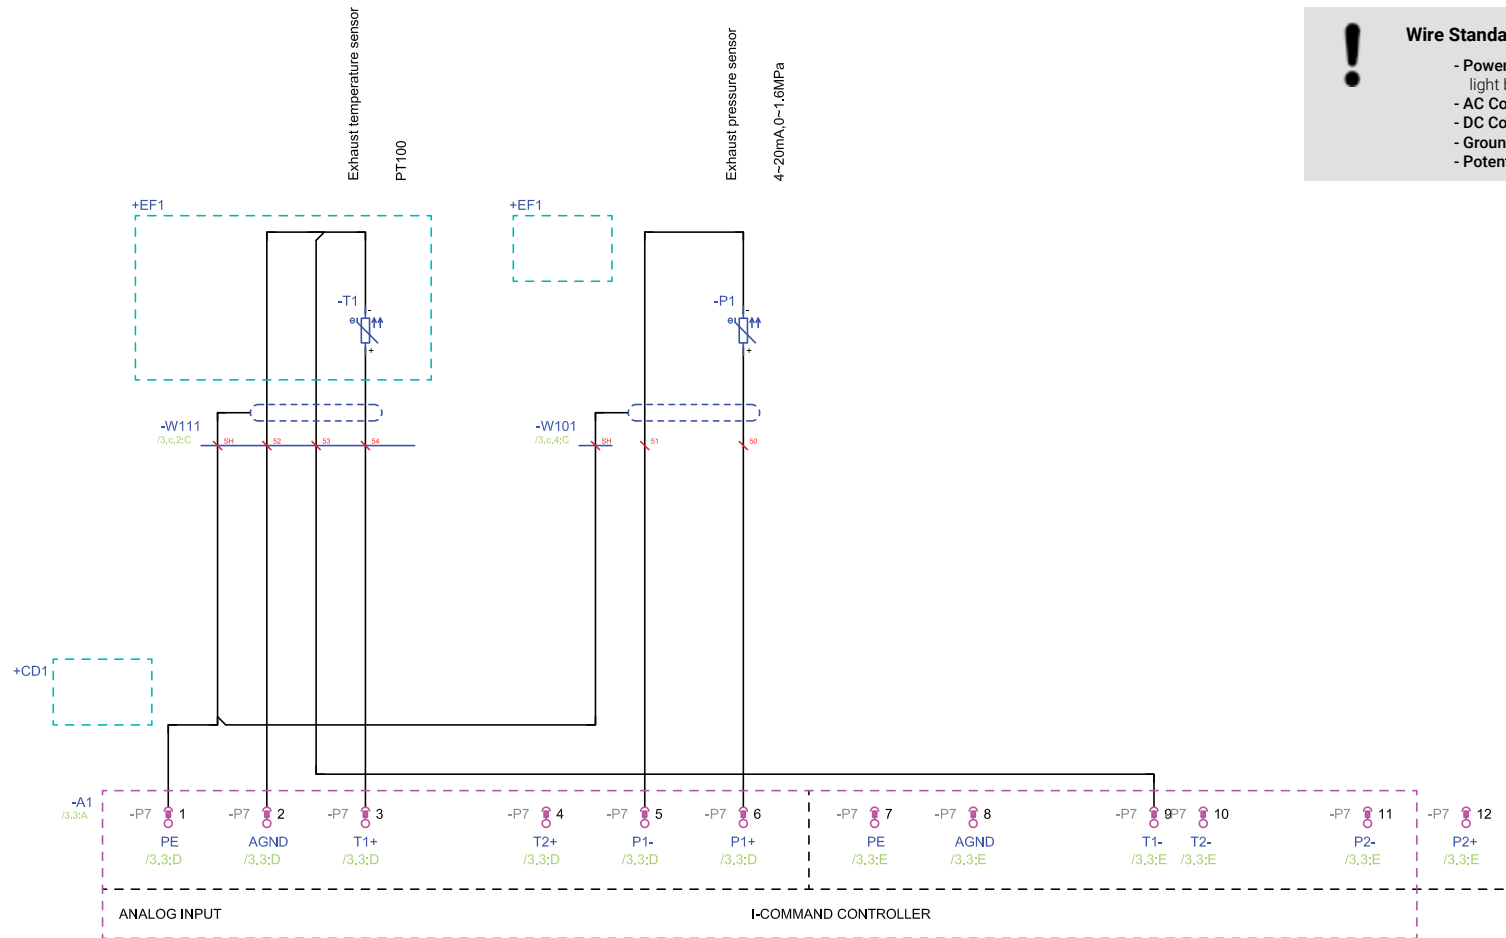 Exhaust temperature sensor
PT100
Exhaust pressure sensor
4~20mA,0~1.6MPa
Wire Standa
- Power
light b
- AC Co
- DC Co
- Groun
- Poten
+EF1
+EF1
-T1
-
+
-P1
-
+
-W111
/3.c.2:C
SH
52
53
54
-W101
/3.c.4:C
SH
51
50
+CD1
-A1
/3.3:A
-P7 1
PE
/3.3:D
-P7 2
AGND
/3.3:D
-P7 3
T1+
/3.3:D
-P7 4
T2+
/3.3:D
-P7 5
P1-
/3.3:D
-P7 6
P1+
/3.3:D
-P7 7
PE
/3.3:E
-P7 8
AGND
/3.3:E
-P7 9
T1-
/3.3:E
-P7 10
T2-
/3.3:E
-P7 11
P2-
/3.3:E
-P7 12
P2+
/3.3:E
ANALOG INPUT
I-COMMAND CONTROLLER